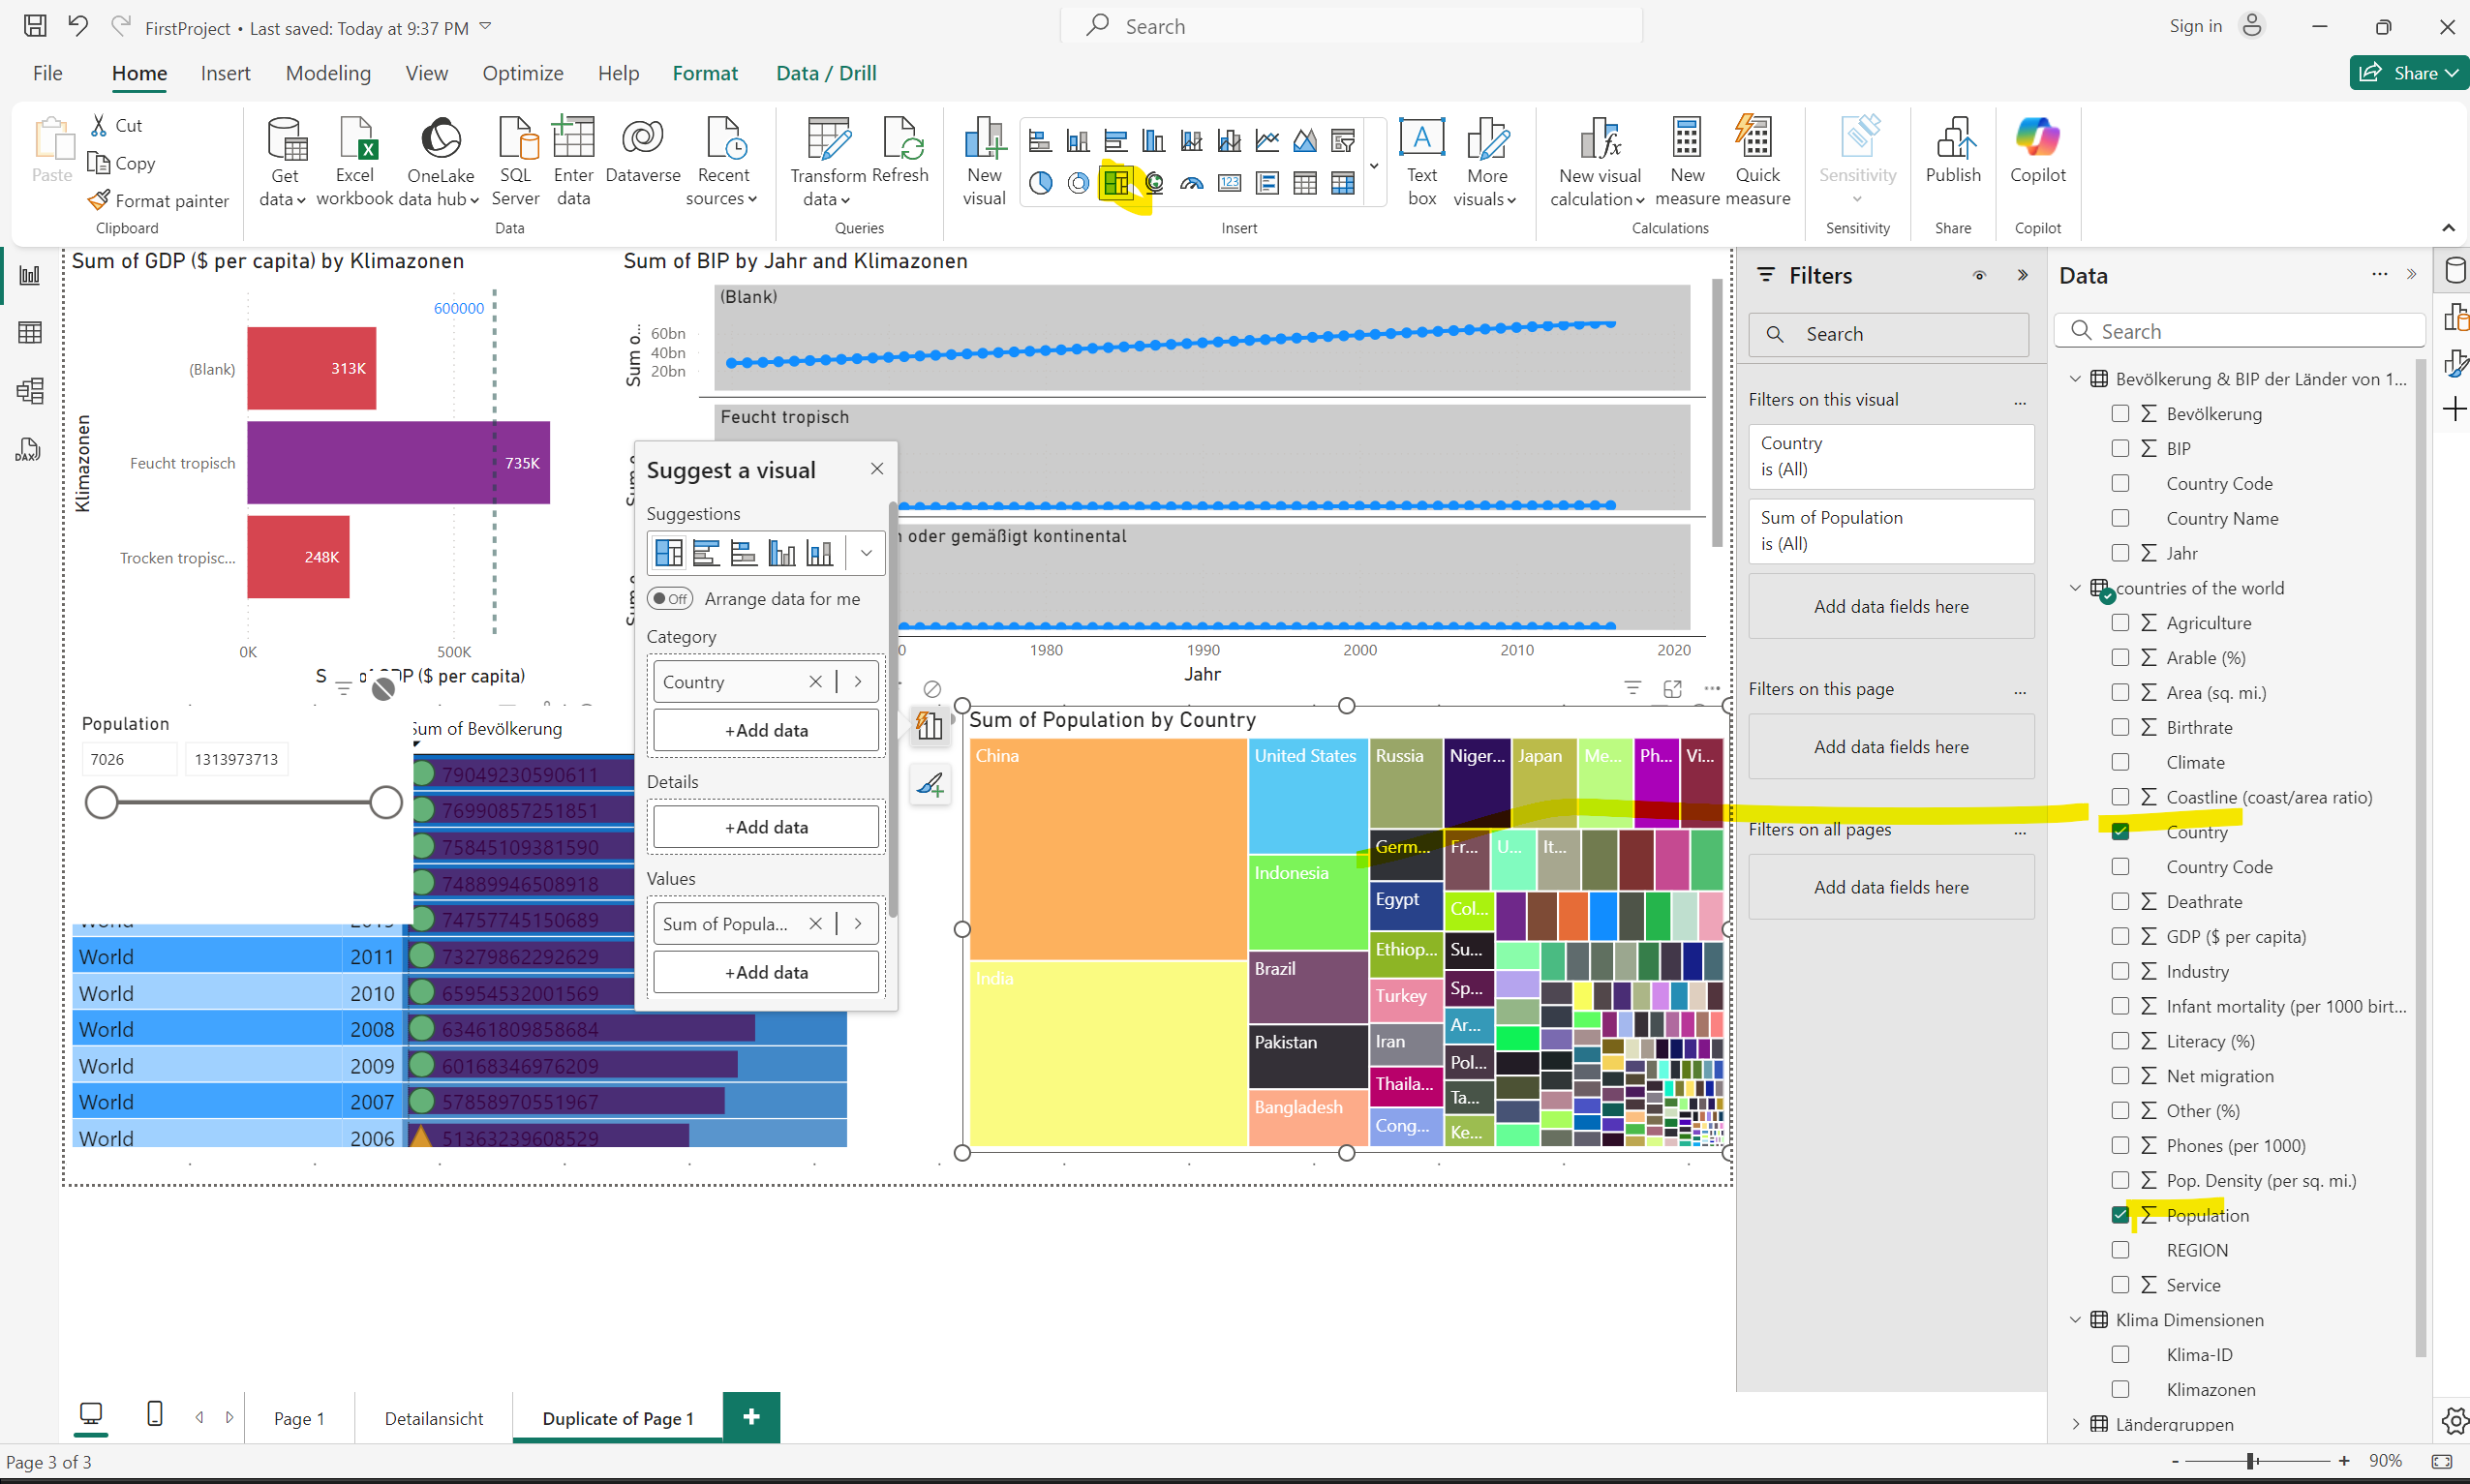 FirstProject • Last saved: Today at 9:37 PM
Search
Sign in
File
Home
Insert
Modeling
View
Optimize
Help
Format
Data / Drill
Share
Paste
Cut
Copy
Format painter
Clipboard
Get data
Excel workbook
OneLake data hub
SQL Server
Enter data
Dataverse
Recent sources
Data
Transform data
Refresh
Queries
New visual
Text box
More visuals
Insert
New visual calculation
New measure
Quick measure
Calculations
Sensitivity
Sensitivity
Publish
Share
Copilot
Copilot
Sum of GDP ($ per capita) by Klimazonen
600000
Klimazonen
(Blank)
313K
Feucht tropisch
735K
Trocken tropisc...
248K
0K
500K
GDP ($ per capita)
Sum of BIP by Jahr and Klimazonen
(Blank)
Sum o...
60bn
40bn
20bn
Feucht tropisch
oder gemäßigt kontinental
1980
1990
2000
2010
2020
Jahr
Suggest a visual
Suggestions
Off
Arrange data for me
Category
Country
+Add data
Details
+Add data
Values
Sum of Popula...
+Add data
Population
7026
1313973713
Sum of Bevölkerung
79049230590611
76990857251851
75845109381590
74889946508918
74757745150689
World 2011 73279862292629
World 2010 65954532001569
World 2008 63461809858684
World 2009 60168346976209
World 2007 57858970551967
World 2006 51363239608529
Sum of Population by Country
China
India
United States
Indonesia
Brazil
Pakistan
Bangladesh
Russia
Germ...
Egypt
Ethiop...
Turkey
Iran
Thaila...
Cong...
Niger...
Japan
Me...
Ph...
Vi...
Fr...
U...
It...
Col...
Su...
Sp...
Ar...
Pol...
Ta...
Ke...
Filters
Search
Filters on this visual
...
Country
is (All)
Sum of Population
is (All)
Add data fields here
Filters on this page
...
Add data fields here
Filters on all pages
...
Add data fields here
Data
Search
Bevölkerung & BIP der Länder von 1...
Bevölkerung
BIP
Country Code
Country Name
Jahr
countries of the world
Agriculture
Arable (%)
Area (sq. mi.)
Birthrate
Climate
Coastline (coast/area ratio)
Country
Country Code
Deathrate
GDP ($ per capita)
Industry
Infant mortality (per 1000 birt...
Literacy (%)
Net migration
Other (%)
Phones (per 1000)
Pop. Density (per sq. mi.)
Population
REGION
Service
Klima Dimensionen
Klima-ID
Klimazonen
Ländergruppen
Page 1
Detailansicht
Duplicate of Page 1
Page 3 of 3
90%